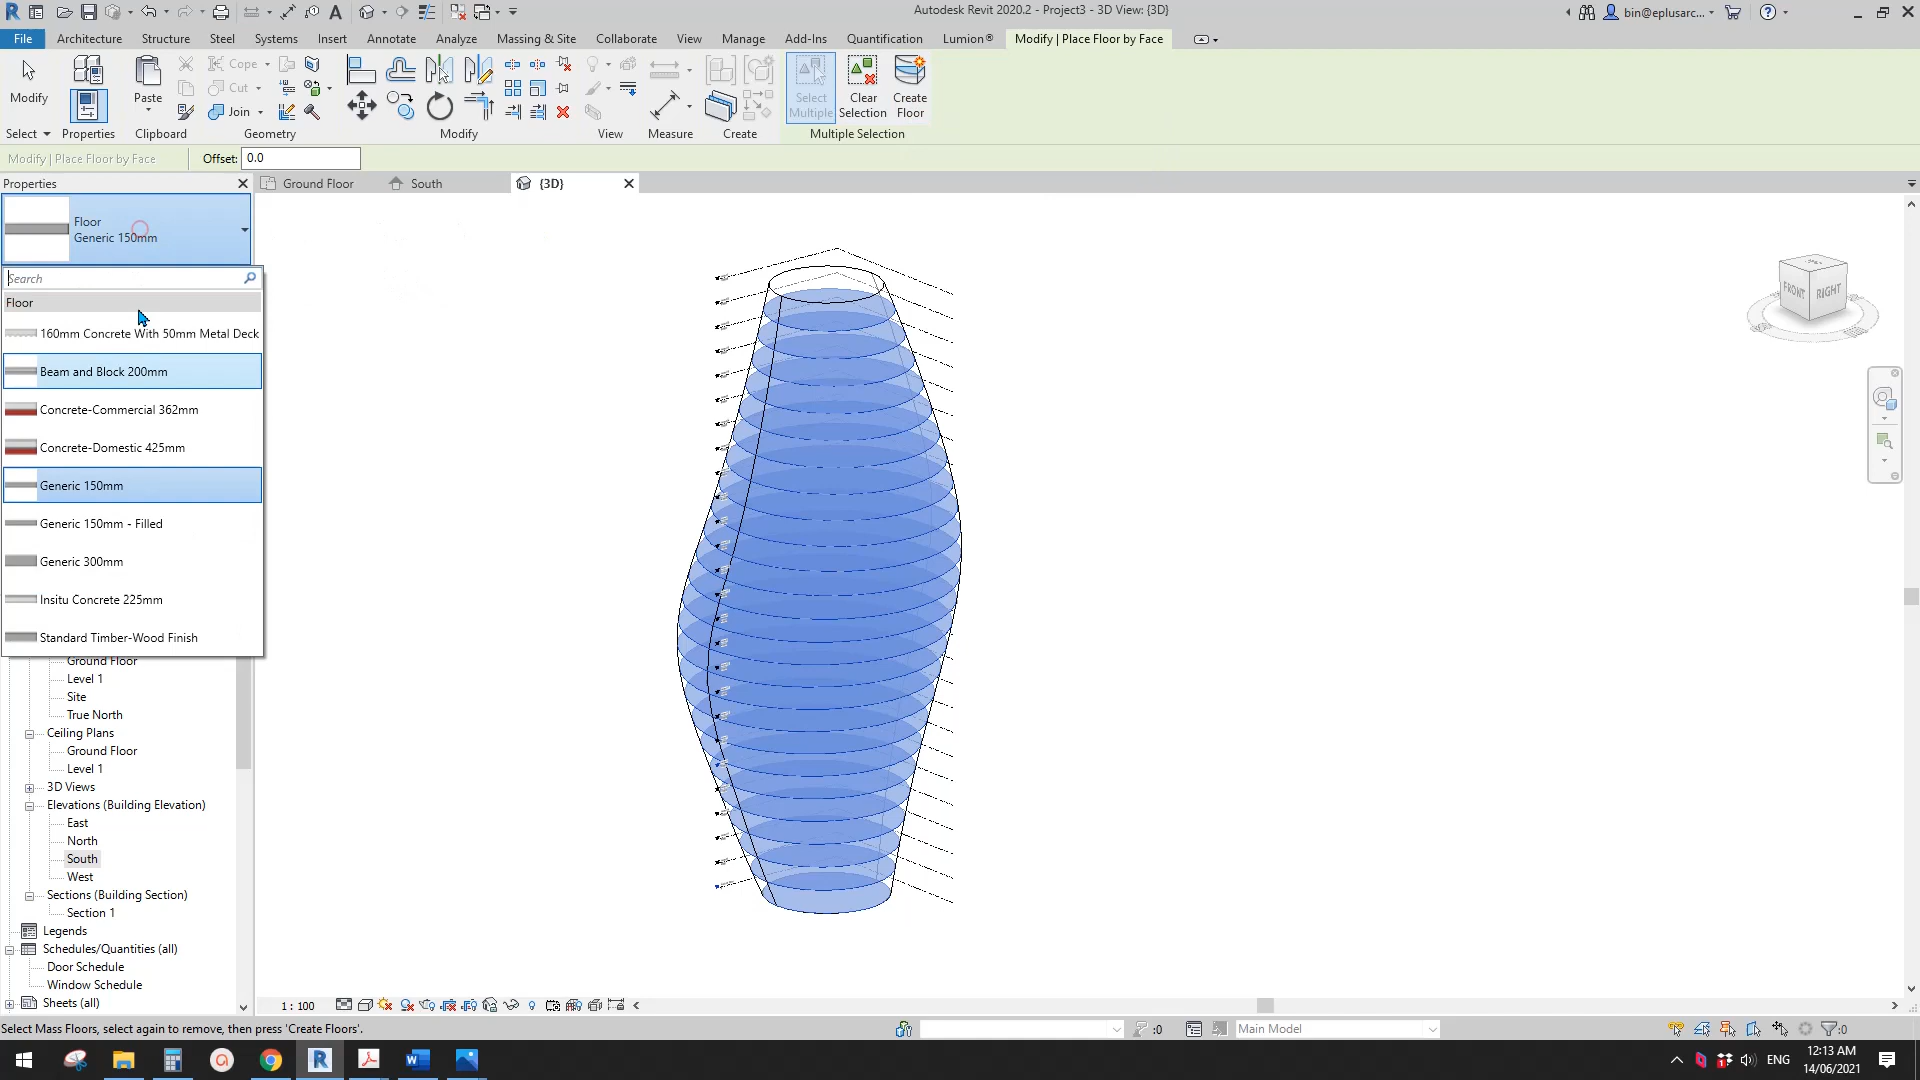 Autodesk Revit 2020.2 - Project3 - 3D View: {3D}
bin@eplusarc...
File Architecture Structure Steel Systems Insert Annotate Analyze Massing & Site Collaborate View Manage Add-Ins Quantification Lumion® Modify | Place Floor by Face
Modify
Paste
Cope
Cut
Join
Select Multiple
Clear Selection
Create Floor
Select Properties Clipboard Geometry Modify View Measure Create Multiple Selection
Modify | Place Floor by Face
Offset: 0.0
Properties
Ground Floor
South
{3D}
Floor
Generic 150mm
Search
Floor
160mm Concrete With 50mm Metal Deck
Beam and Block 200mm
Concrete-Commercial 362mm
Concrete-Domestic 425mm
Generic 150mm
Generic 150mm - Filled
Generic 300mm
Insitu Concrete 225mm
Standard Timber-Wood Finish
Ground Floor
Level 1
Site
True North
Ceiling Plans
Ground Floor
Level 1
3D Views
Elevations (Building Elevation)
East
North
South
West
Sections (Building Section)
Section 1
Legends
Schedules/Quantities (all)
Door Schedule
Window Schedule
Sheets (all)
FRONT
RIGHT
1 : 100
Select Mass Floors, select again to remove, then press 'Create Floors'.
:0
Main Model
:0
ENG
12:13 AM
14/06/2021